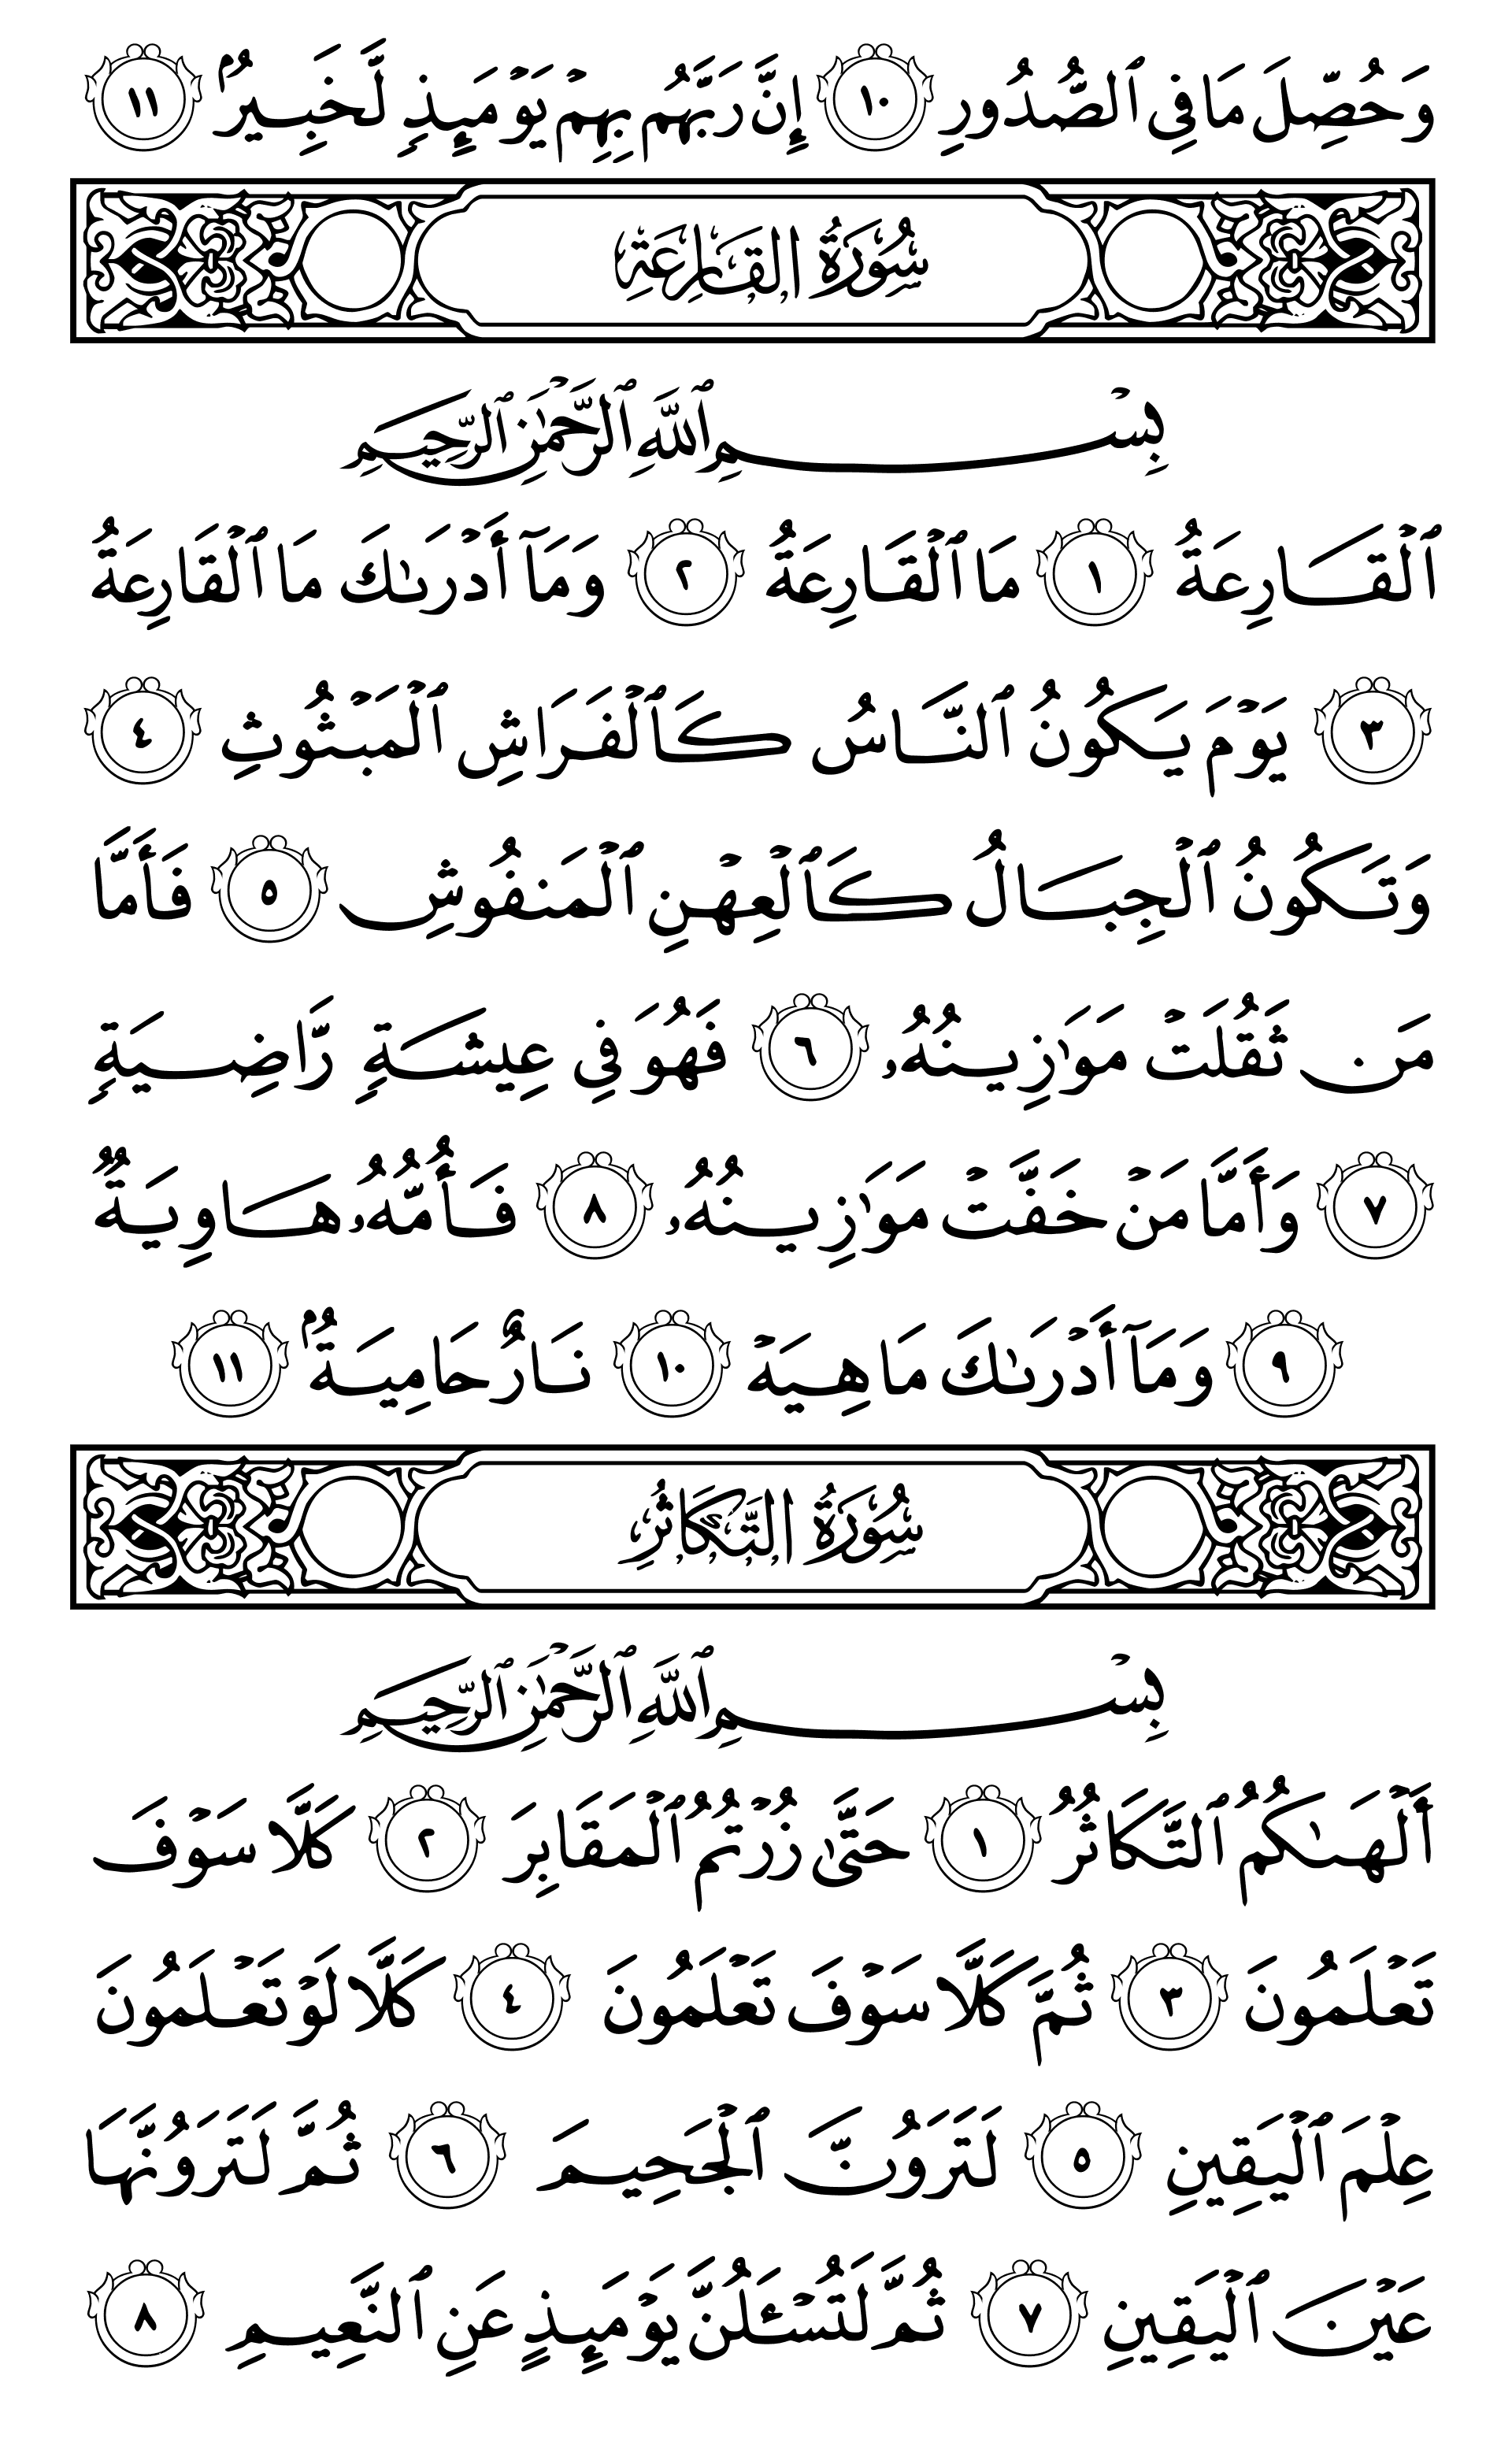 وَحُصِّلَ مَا فِي ٱلصُّدُورِ ١٠ إِنَّ رَبَّهُم بِهِمْ يَوْمَئِذٍ لَّخَبِيرٌۢ ١١
سُورَةُ القَارِعَةِ
بِسْمِ ٱللَّهِ ٱلرَّحْمَٰنِ ٱلرَّحِيمِ
ٱلْقَارِعَةُ ١ مَا ٱلْقَارِعَةُ ٢ وَمَآ أَدْرَىٰكَ مَا ٱلْقَارِعَةُ
٣ يَوْمَ يَكُونُ ٱلنَّاسُ كَٱلْفَرَاشِ ٱلْمَبْثُوثِ ٤
وَتَكُونُ ٱلْجِبَالُ كَٱلْعِهْنِ ٱلْمَنفُوشِ ٥ فَأَمَّا
مَن ثَقُلَتْ مَوَٰزِينُهُۥ ٦ فَهُوَ فِي عِيشَةٍ رَّاضِيَةٍ
٧ وَأَمَّا مَنْ خَفَّتْ مَوَٰزِينُهُۥ ٨ فَأُمُّهُۥ هَاوِيَةٌ
٩ وَمَآ أَدْرَىٰكَ مَا هِيَهْ ١٠ نَارٌ حَامِيَةٌۢ ١١
سُورَةُ التَّكَاثُرِ
بِسْمِ ٱللَّهِ ٱلرَّحْمَٰنِ ٱلرَّحِيمِ
أَلْهَىٰكُمُ ٱلتَّكَاثُرُ ١ حَتَّىٰ زُرْتُمُ ٱلْمَقَابِرَ ٢ كَلَّا سَوْفَ
تَعْلَمُونَ ٣ ثُمَّ كَلَّا سَوْفَ تَعْلَمُونَ ٤ كَلَّا لَوْ تَعْلَمُونَ
عِلْمَ ٱلْيَقِينِ ٥ لَتَرَوُنَّ ٱلْجَحِيمَ ٦ ثُمَّ لَتَرَوُنَّهَا
عَيْنَ ٱلْيَقِينِ ٧ ثُمَّ لَتُسْـَٔلُنَّ يَوْمَئِذٍ عَنِ ٱلنَّعِيمِ ٨